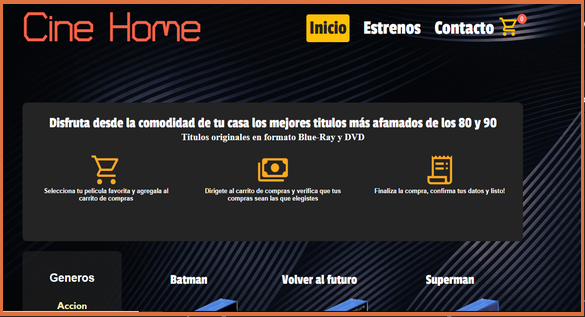 Cine Home
Inicio Estrenos Contacto 0
Disfruta desde la comodidad de tu casa los mejores titulos más afamados de los 80 y 90
Titulos originales en formato Blue-Ray y DVD
Selecciona tu película favorita y agregala al
carrito de compras
Dirigete al carrito de compras y verifica que tus
compras sean las que elegistes
Finaliza la compra, confirma tus datos y listo!
Generos
Batman
Volver al futuro
Superman
Accion